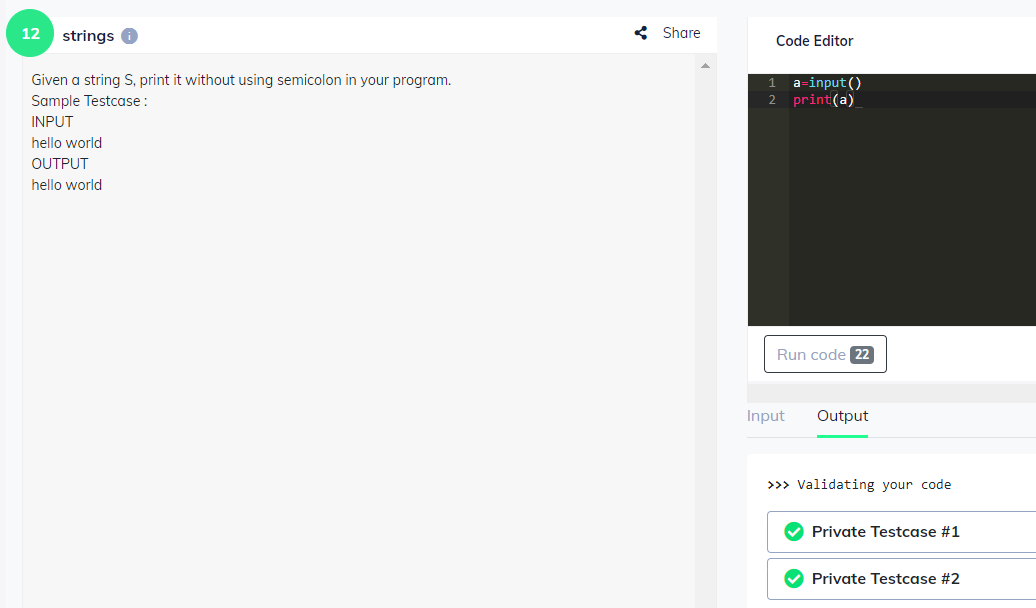 12
strings
Share
Given a string S, print it without using semicolon in your program.
Sample Testcase :
INPUT
hello world
OUTPUT
hello world
Code Editor
1 a=input()
2 print(a)
Run code 22
Input Output
>>> Validating your code
Private Testcase #1
Private Testcase #2